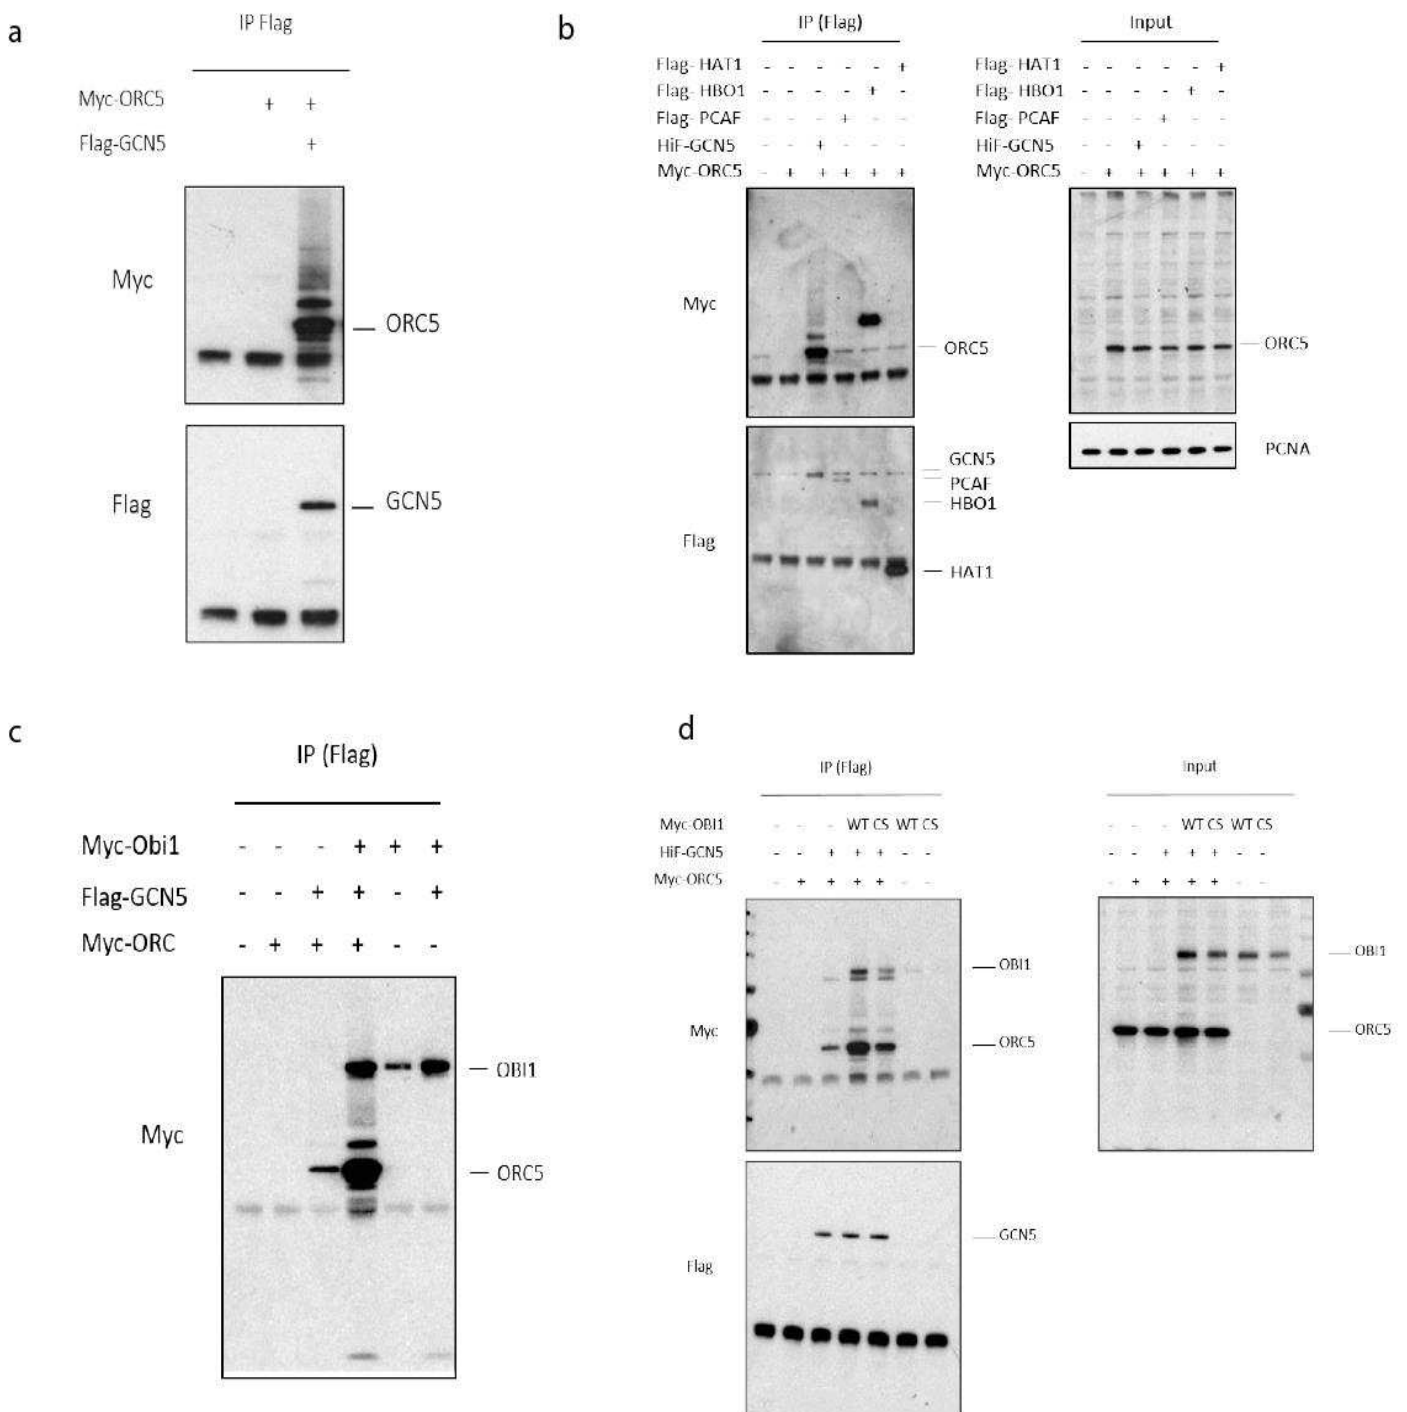 a
IP Flag
Myc-ORC5 + +
Flag-GCN5 +
Myc
ORC5
Flag
GCN5
b
IP (Flag)
Flag- HAT1 - - - - - +
Flag- HBO1 - - - - + -
Flag- PCAF - - - + - -
HiF-GCN5 - - + - - -
Myc-ORC5 - + + + + +
Myc
ORC5
GCN5
PCAF
HBO1
Flag
HAT1
Input
Flag- HAT1 - - - - - +
Flag- HBO1 - - - - + -
Flag- PCAF - - - + - -
HiF-GCN5 - - + - - -
Myc-ORC5 - + + + + +
ORC5
PCNA
c
IP (Flag)
Myc-Obi1 - - - + + +
Flag-GCN5 - - + + - +
Myc-ORC - + + + - -
OBI1
Myc
ORC5
d
IP (Flag)
Myc-OBI1 - - - WT CS WT CS
HiF-GCN5 - - + + + - -
Myc-ORC5 - + + + + - -
OBI1
Myc
ORC5
GCN5
Flag
Input
- - - WT CS WT CS
- - + + + - -
- + + + + - -
OBI1
ORC5